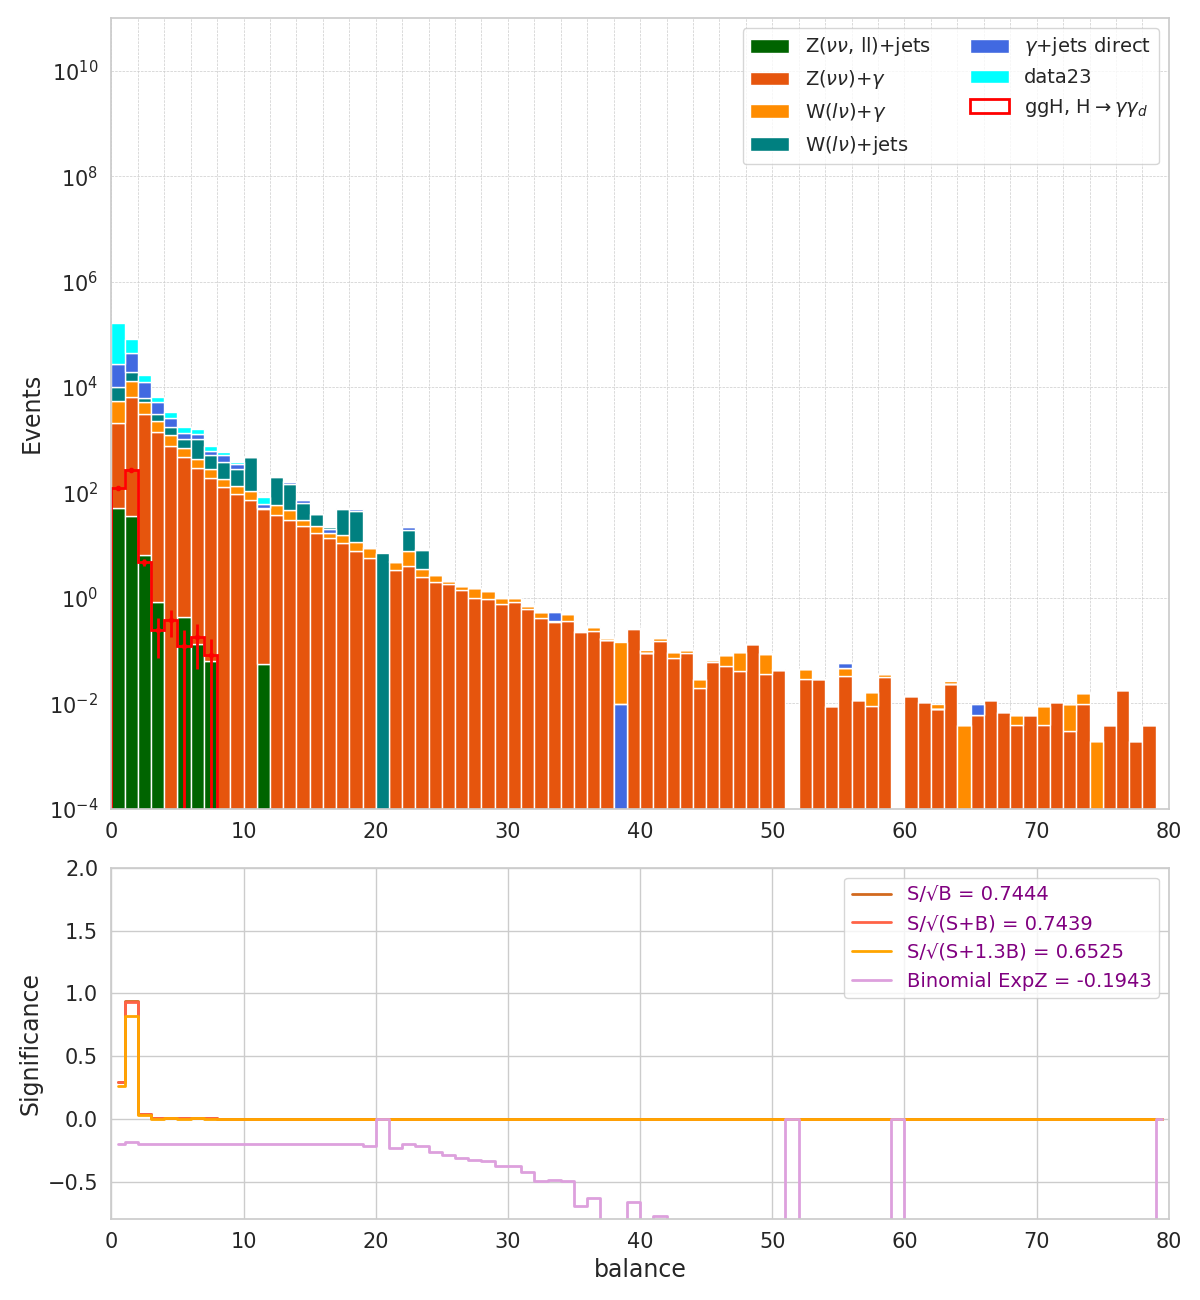 Z(νν, ll)+jets
Z(νν)+γ
W(lν)+γ
W(lν)+jets
γ+jets direct
data23
ggH, H→γγ_d
Events
10^10
10^8
10^6
10^4
10^2
10^0
10^−2
10^−4
0 10 20 30 40 50 60 70 80
S/√B = 0.7444
S/√(S+B) = 0.7439
S/√(S+1.3B) = 0.6525
Binomial ExpZ = -0.1943
Significance
2.0
1.5
1.0
0.5
0.0
−0.5
0 10 20 30 40 50 60 70 80
balance